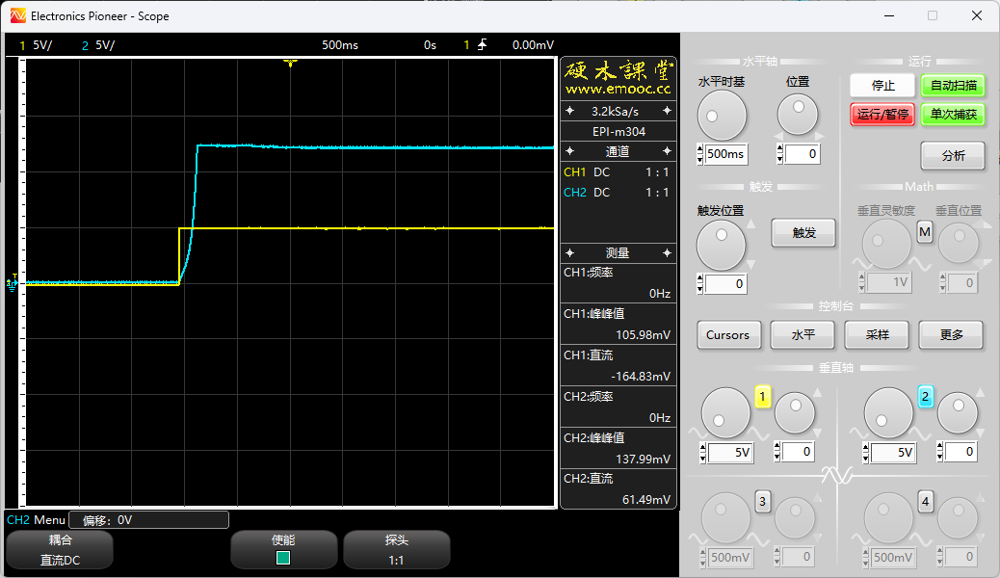 Electronics Pioneer - Scope
1 5V/ 2 5V/ 500ms 0s 1 0.00mV
硬木課堂
www.emooc.cc
3.2kSa/s
EPI-m304
通道
CH1 DC 1 : 1
CH2 DC 1 : 1
测量
CH1:频率
0Hz
CH1:峰峰值
105.98mV
CH1:直流
-164.83mV
CH2:频率
0Hz
CH2:峰峰值
137.99mV
CH2:直流
61.49mV
T
CH2 Menu 偏移: 0V
耦合
直流DC
使能
探头
1:1
水平轴
水平时基 位置
500ms 0
运行
停止 自动扫描
运行/暂停 单次捕获
分析
触发
触发位置
触发
0
Math
垂直灵敏度 垂直位置
M
1V 0
控制台
Cursors 水平 采样 更多
垂直轴
1 2
5V 0 5V 0
3 4
500mV 0 500mV 0